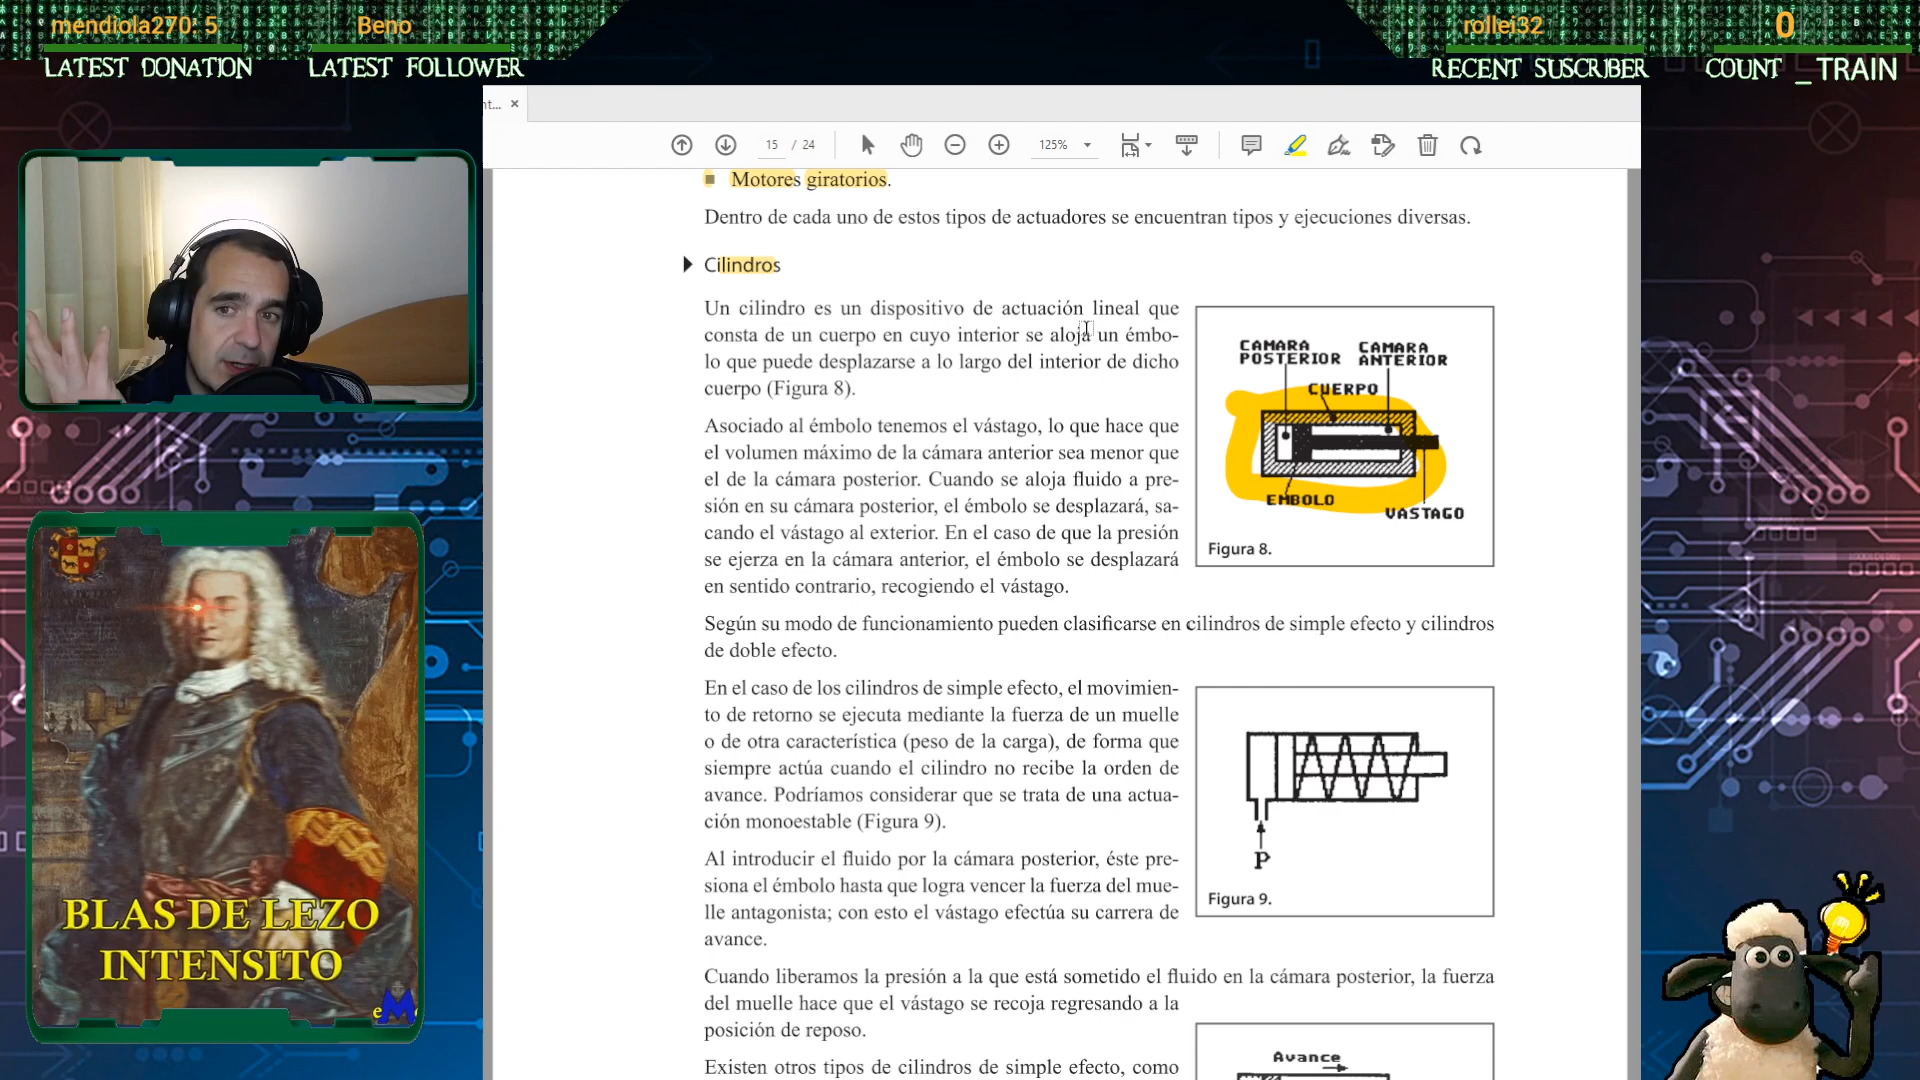 mendiola270: 5
Beno
rollei32
0
LATEST DONATION
LATEST FOLLOWER
RECENT SUSCRIBER
COUNT _TRAIN
nt...
15 / 24
125%
Motores giratorios.
Dentro de cada uno de estos tipos de actuadores se encuentran tipos y ejecuciones diversas.
Cilindros
Un cilindro es un dispositivo de actuación lineal que
consta de un cuerpo en cuyo interior se aloja un émbo-
lo que puede desplazarse a lo largo del interior de dicho
cuerpo (Figura 8).
Asociado al émbolo tenemos el vástago, lo que hace que
el volumen máximo de la cámara anterior sea menor que
el de la cámara posterior. Cuando se aloja fluido a pre-
sión en su cámara posterior, el émbolo se desplazará, sa-
cando el vástago al exterior. En el caso de que la presión
se ejerza en la cámara anterior, el émbolo se desplazará
en sentido contrario, recogiendo el vástago.
CAMARA
POSTERIOR
CAMARA
ANTERIOR
CUERPO
EMBOLO
VASTAGO
Figura 8.
Según su modo de funcionamiento pueden clasificarse en cilindros de simple efecto y cilindros
de doble efecto.
En el caso de los cilindros de simple efecto, el movimien-
to de retorno se ejecuta mediante la fuerza de un muelle
o de otra característica (peso de la carga), de forma que
siempre actúa cuando el cilindro no recibe la orden de
avance. Podríamos considerar que se trata de una actua-
ción monoestable (Figura 9).
Al introducir el fluido por la cámara posterior, éste pre-
siona el émbolo hasta que logra vencer la fuerza del mue-
lle antagonista; con esto el vástago efectúa su carrera de
avance.
P
Figura 9.
Cuando liberamos la presión a la que está sometido el fluido en la cámara posterior, la fuerza
del muelle hace que el vástago se recoja regresando a la
posición de reposo.
Existen otros tipos de cilindros de simple efecto, como
Avance
BLAS DE LEZO
INTENSITO